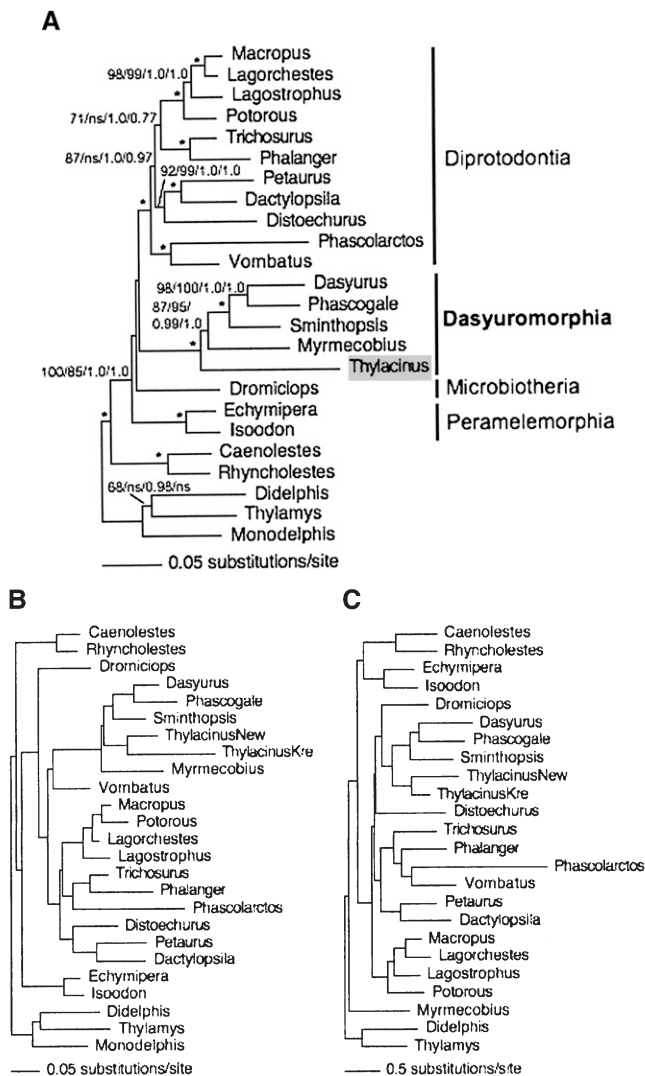 A
Macropus
98/99/1.0/1.0
Lagorchestes
Lagostrophus
71/ns/1.0/0.77
Potorous
Trichosurus
87/ns/1.0/0.97
Phalanger
Diprotodontia
92/99/1.0/1.0
Petaurus
Dactylopsila
Distoechurus
Phascolarctos
Vombatus
98/100/1.0/1.0
Dasyurus
87/95/
0.99/1.0
Phascogale
Sminthopsis
Dasyuromorphia
Myrmecobius
Thylacinus
100/85/1.0/1.0
Dromiciops
Microbiotheria
Echymipera
Isoodon
Peramelemorphia
Caenolestes
Rhyncholestes
68/ns/0.98/ns
Didelphis
Thylamys
Monodelphis
0.05 substitutions/site
B
Caenolestes
Rhyncholestes
Dromiciops
Dasyurus
Phascogale
Sminthopsis
ThylacinusNew
ThylacinusKre
Myrmecobius
Vombatus
Macropus
Potorous
Lagorchestes
Lagostrophus
Trichosurus
Phalanger
Phascolarctos
Distoechurus
Petaurus
Dactylopsila
Echymipera
Isoodon
Didelphis
Thylamys
Monodelphis
0.05 substitutions/site
C
Caenolestes
Rhyncholestes
Echymipera
Isoodon
Dromiciops
Dasyurus
Phascogale
Sminthopsis
ThylacinusNew
ThylacinusKre
Distoechurus
Trichosurus
Phalanger
Phascolarctos
Vombatus
Petaurus
Dactylopsila
Macropus
Lagorchestes
Lagostrophus
Potorous
Myrmecobius
Didelphis
Thylamys
0.5 substitutions/site